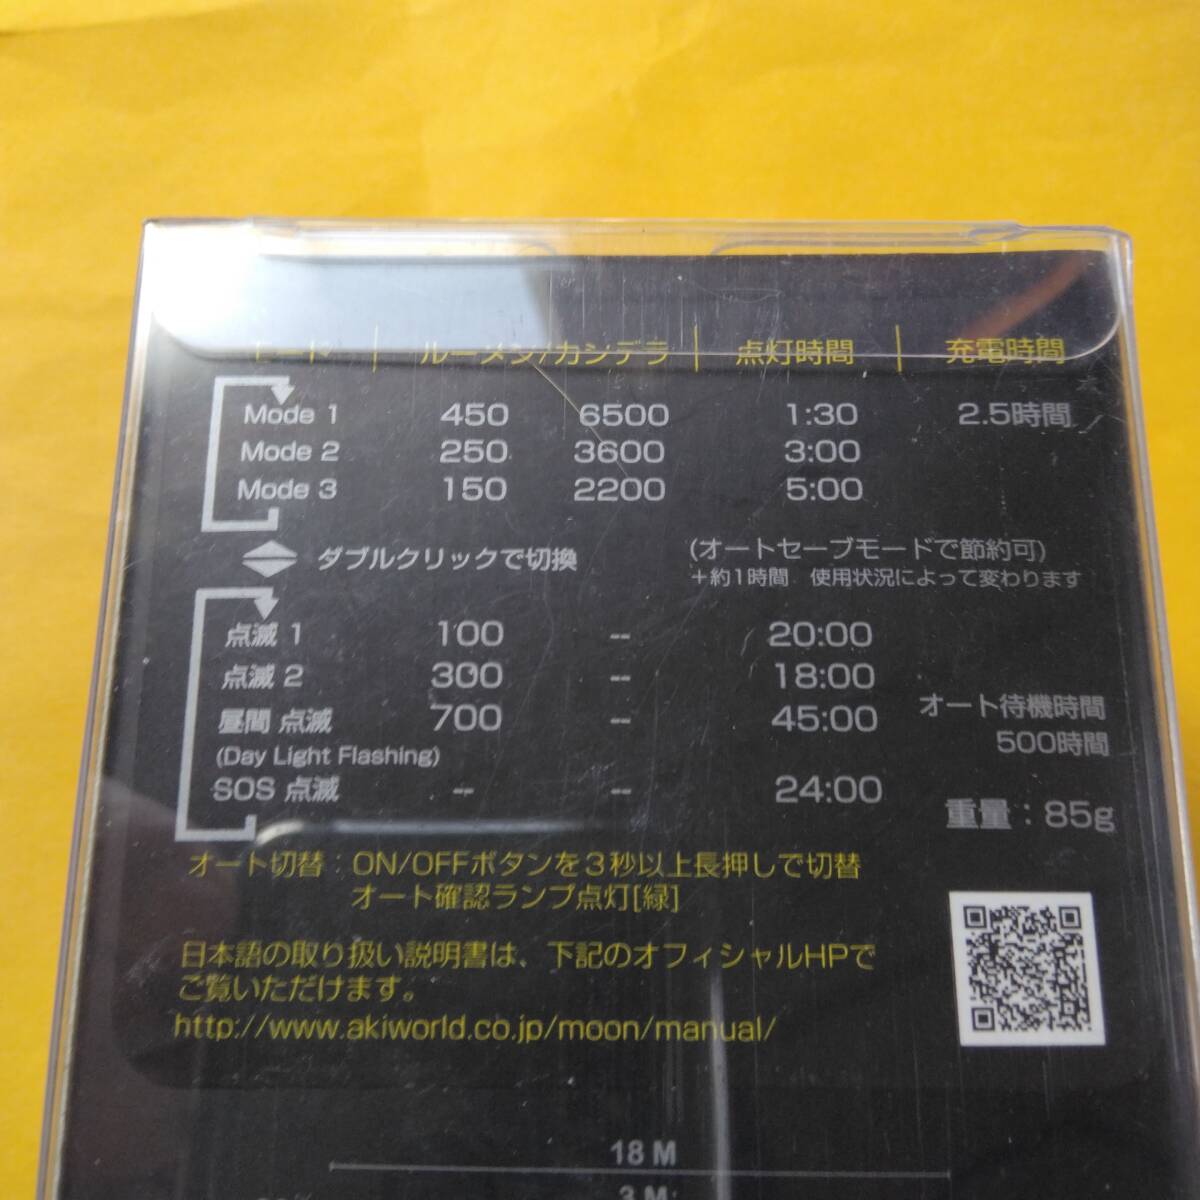 モード | ルーメン/カンデラ | 点灯時間 | 充電時間
Mode 1 450 6500 1:30 2.5時間
Mode 2 250 3600 3:00
Mode 3 150 2200 5:00
ダブルクリックで切換 (オートセーブモードで節約可)
+約1時間 使用状況によって変わります
点滅 1 100 -- 20:00
点滅 2 300 -- 18:00
昼間 点滅 700 -- 45:00 オート待機時間
(Day Light Flashing) 500時間
SOS 点滅 -- -- 24:00
重量：85g
オート切替：ON/OFFボタンを3秒以上長押しで切替
オート確認ランプ点灯[緑]
日本語の取り扱い説明書は、下記のオフィシャルHPで
ご覧いただけます。
http://www.akiworld.co.jp/moon/manual/
18 M
3 M